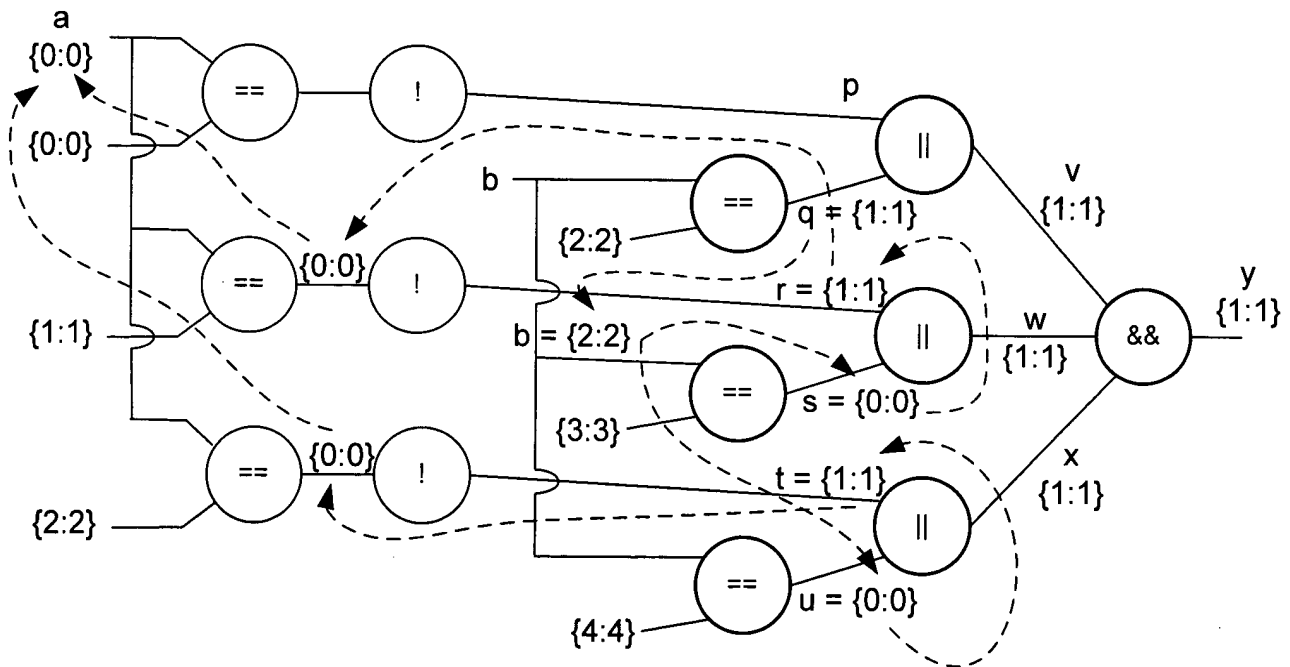 a
{0:0}
==
!
p
{0:0}
||
b
==
v
q = {1:1}
{1:1}
{2:2}
{0:0}
==
!
r = {1:1}
y
{1:1}
{1:1}
b = {2:2}
||
w
{1:1}
&&
==
s = {0:0}
{3:3}
{0:0}
==
!
t = {1:1}
x
{1:1}
{2:2}
||
==
u = {0:0}
{4:4}